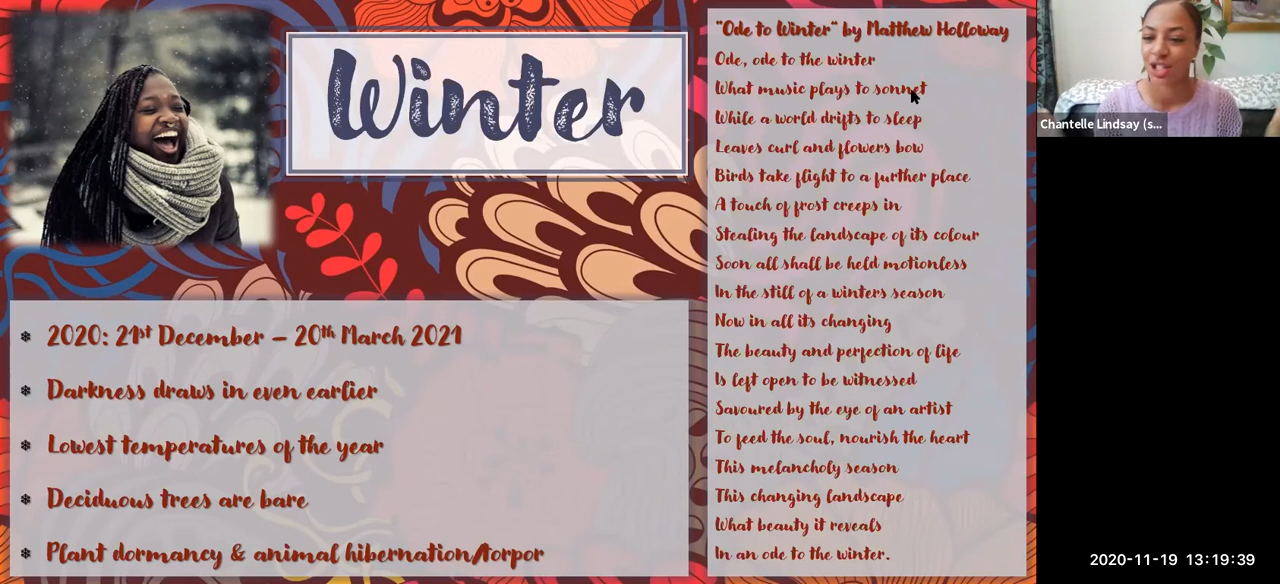 Winter
2020: 21st December – 20th March 2021
Darkness draws in even earlier
Lowest temperatures of the year
Deciduous trees are bare
Plant dormancy & animal hibernation/torpor
"Ode to Winter" by Matthew Holloway
Ode, ode to the winter
What music plays to sonnet
While a world drifts to sleep
Leaves curl and flowers bow
Birds take flight to a further place
A touch of frost creeps in
Stealing the landscape of its colour
Soon all shall be held motionless
In the still of a winters season
Now in all its changing
The beauty and perfection of life
Is left open to be witnessed
Savoured by the eye of an artist
To feed the soul, nourish the heart
This melancholy season
This changing landscape
What beauty it reveals
In an ode to the winter.
Chantelle Lindsay (s...
2020-11-19 13:19:39